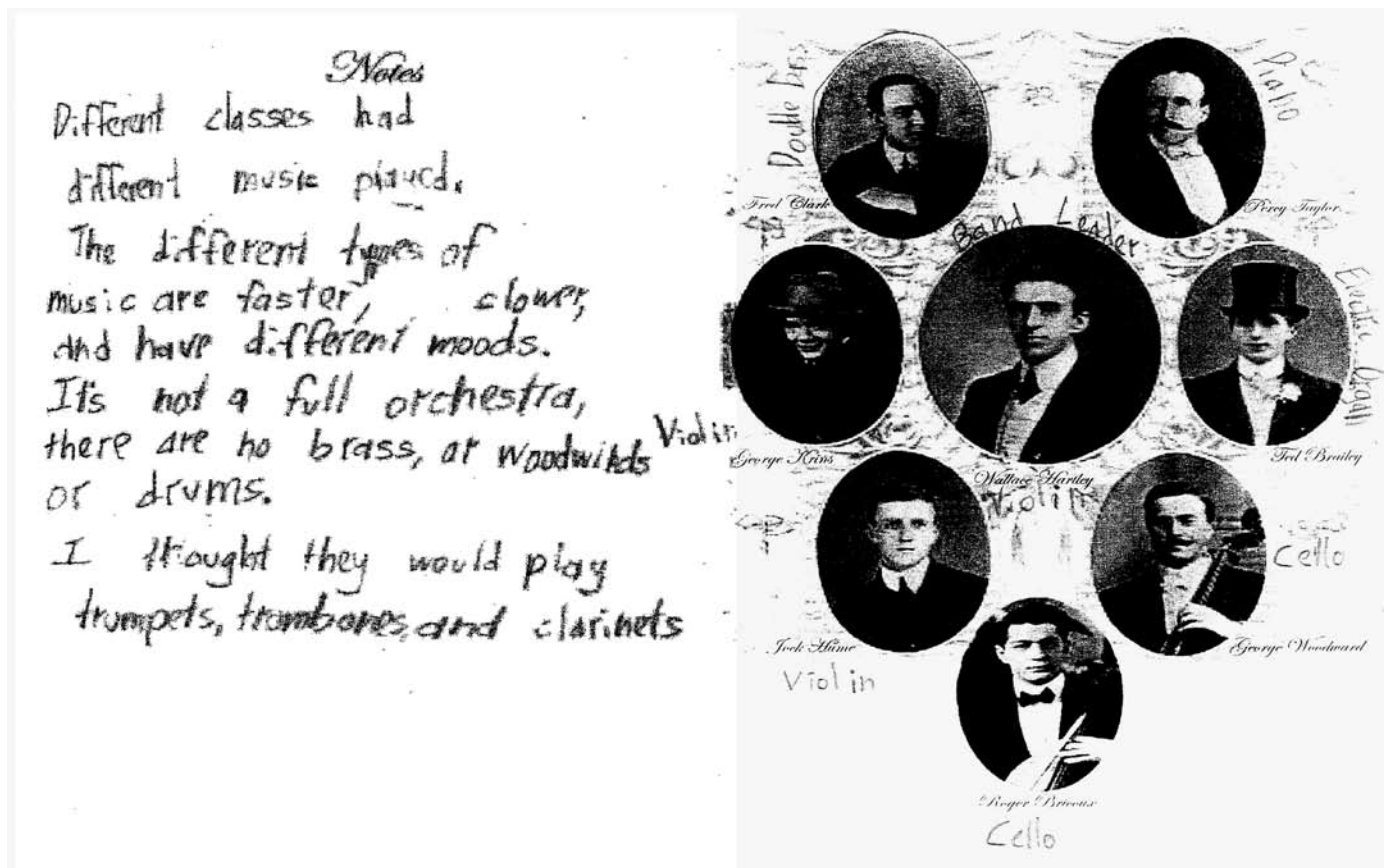 Notes
Different classes had
different music played.
The different types of
music are faster, slower,
and have different moods.
It's not a full orchestra,
there are no brass, or woodwinds
or drums.
I thought they would play
trumpets, trombones, and clarinets
Double Bass
Fred Clark
Piano
Percy Taylor
Band Leader
Violin
George Krins
Wallace Hartley
Violin
Electric Organ
Ted Brailey
Jock Hume
Violin
Cello
George Woodward
Roger Bricoux
Cello